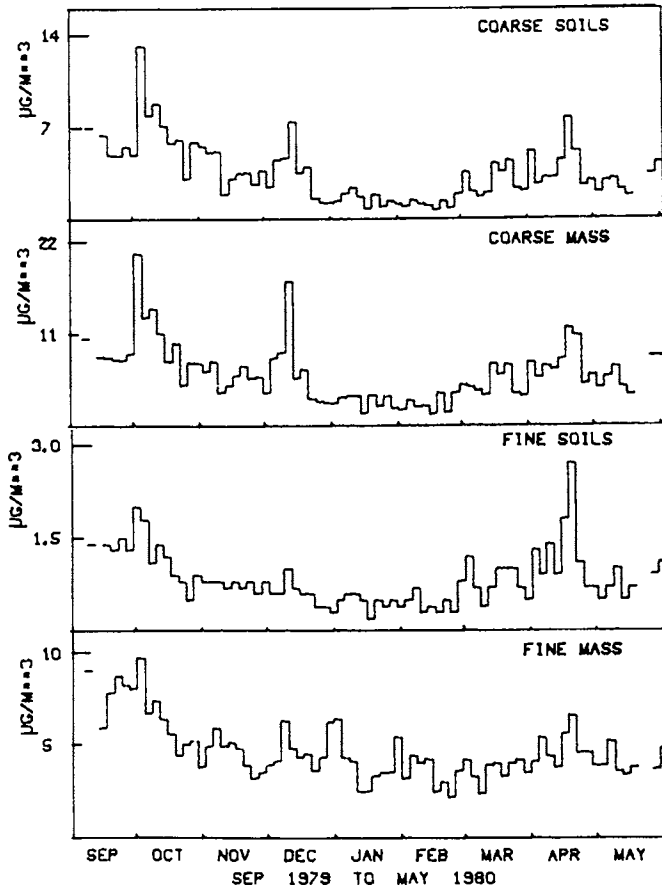 COARSE SOILS
14
7
μG/M**3
COARSE MASS
22
11
μG/M**3
FINE SOILS
3.0
1.5
μG/M**3
FINE MASS
10
5
μG/M**3
SEP OCT NOV DEC JAN FEB MAR APR MAY
SEP 1979 TO MAY 1980